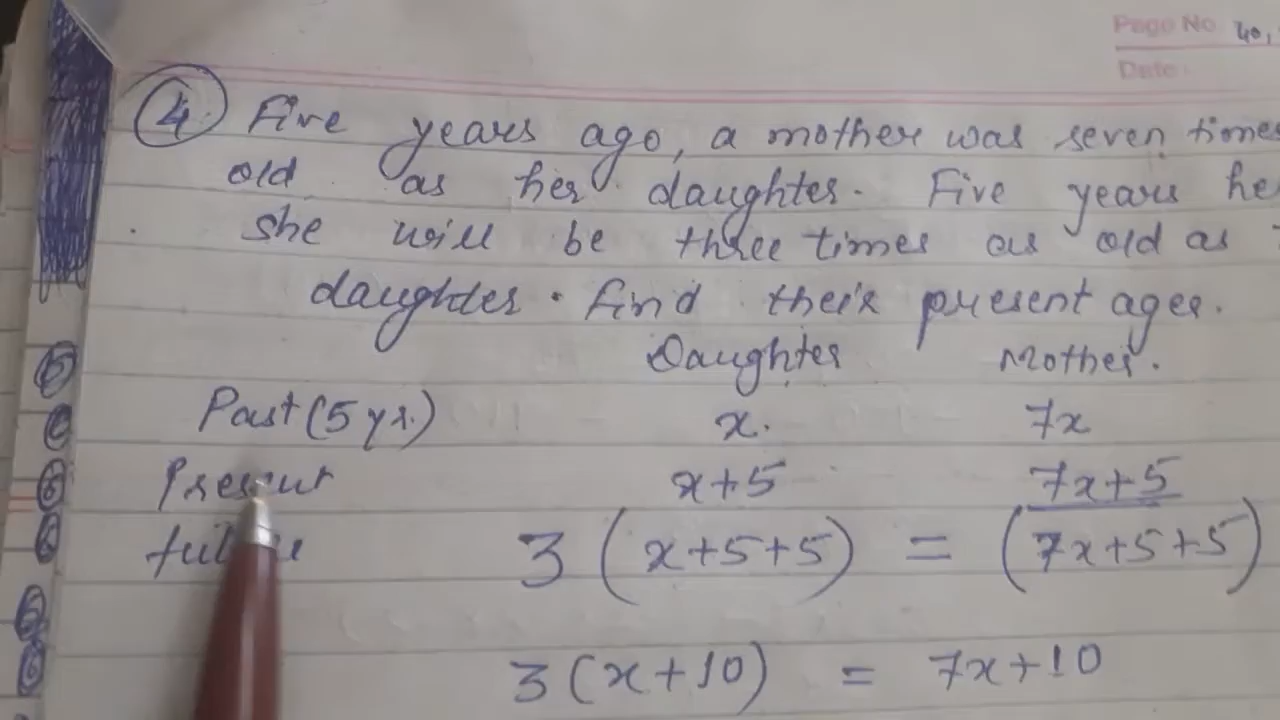 Page No 40,
Date:
4. Five years ago, a mother was seven times
old as her daughter. Five years he
she will be three times as old as
daughter. Find their present ages.
Daughter Mother.
Past (5 yr.) x. 7x
Present x+5 7x+5
future 3 (x+5+5) = (7x+5+5)
3(x+10) = 7x+10